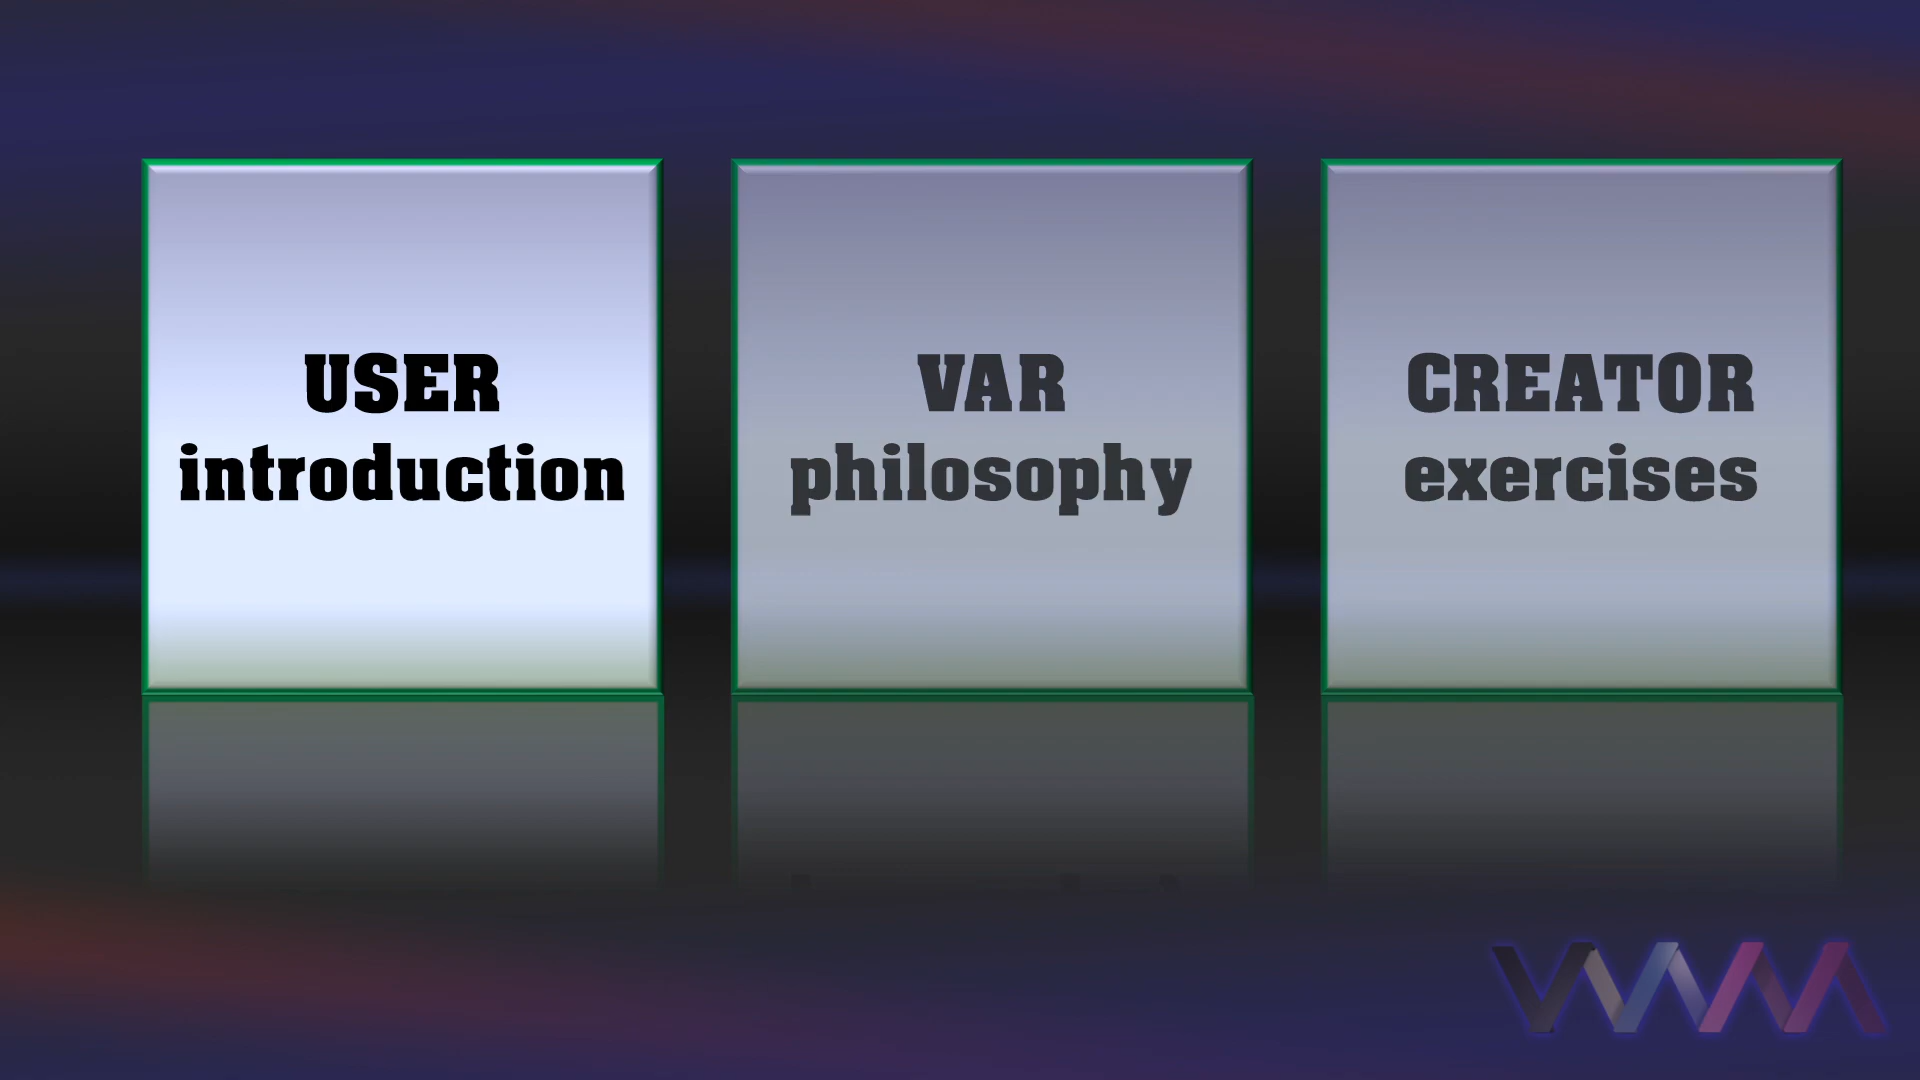 USER
introduction
VAR
philosophy
CREATOR
exercises